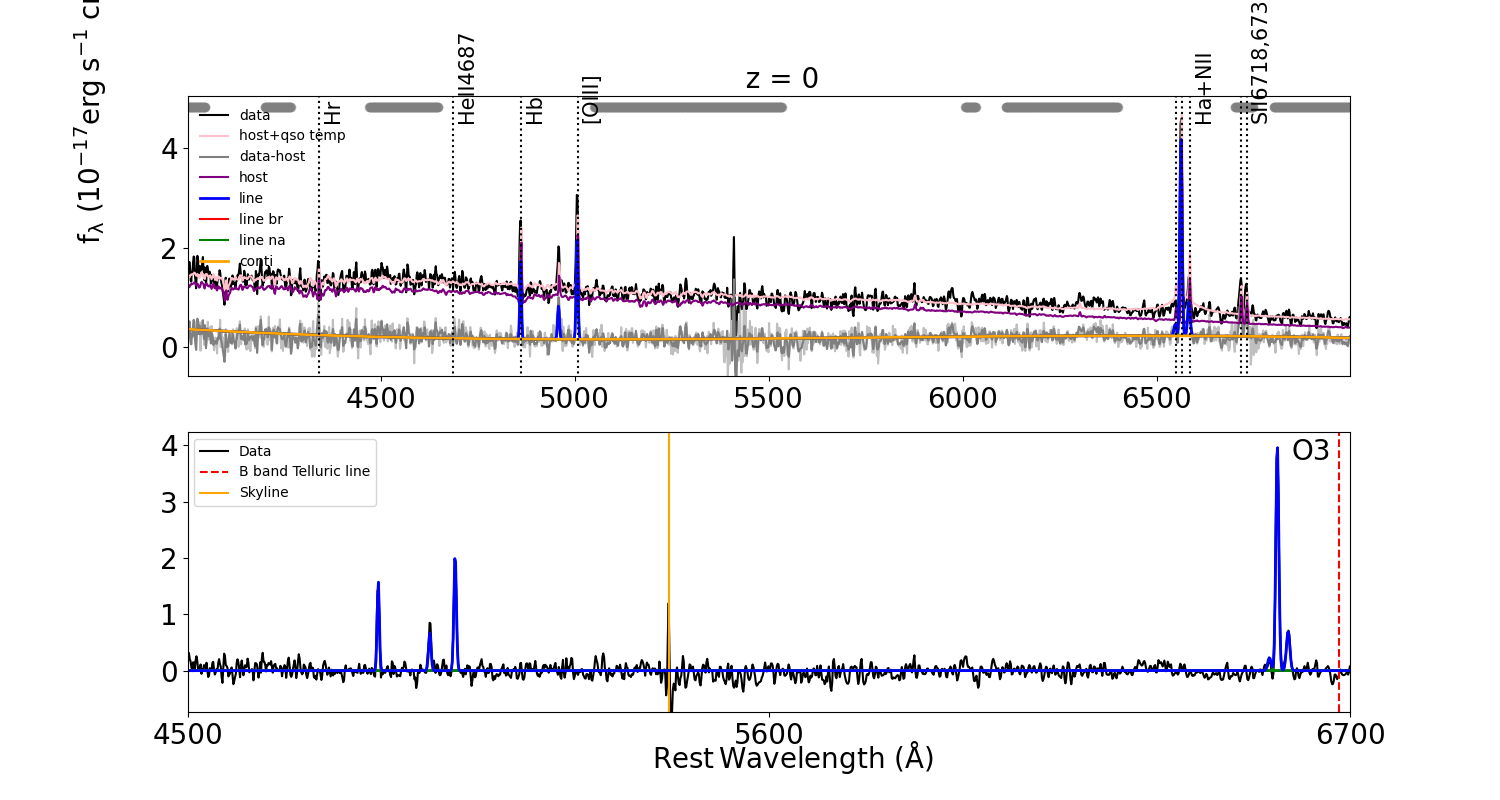 z = 0
fλ (10−17erg s−1 c
Hr
HeII4687
Hb
[OIII]
Ha+NII
SII6718,673
data
host+qso temp
data-host
host
line
line br
line na
conti
4
2
0
4500
5000
5500
6000
6500
Data
B band Telluric line
Skyline
O3
4
3
2
1
0
4500
5600
6700
Rest Wavelength (Å)